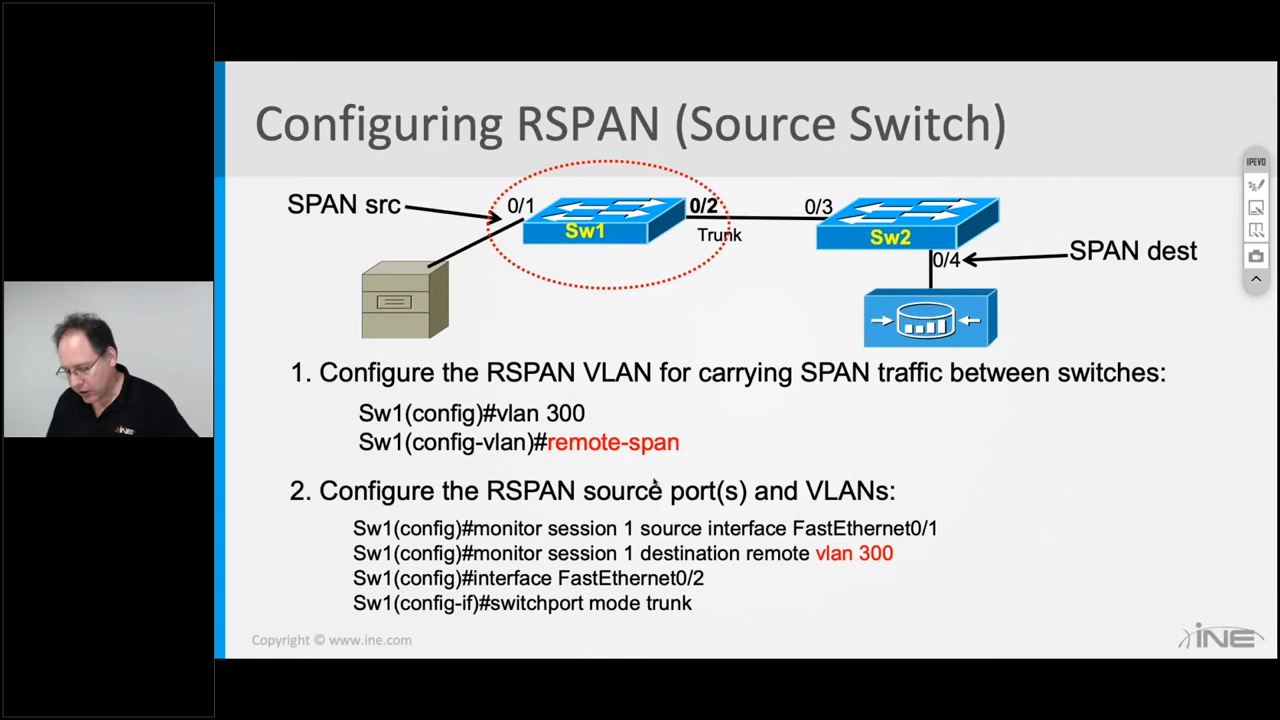 Configuring RSPAN (Source Switch)
SPAN src
0/1
Sw1
0/2
Trunk
0/3
Sw2
0/4
SPAN dest
IPEVO
1. Configure the RSPAN VLAN for carrying SPAN traffic between switches:
Sw1(config)#vlan 300
Sw1(config-vlan)#remote-span
2. Configure the RSPAN source port(s) and VLANs:
Sw1(config)#monitor session 1 source interface FastEthernet0/1
Sw1(config)#monitor session 1 destination remote vlan 300
Sw1(config)#interface FastEthernet0/2
Sw1(config-if)#switchport mode trunk
Copyright © www.ine.com
iNE